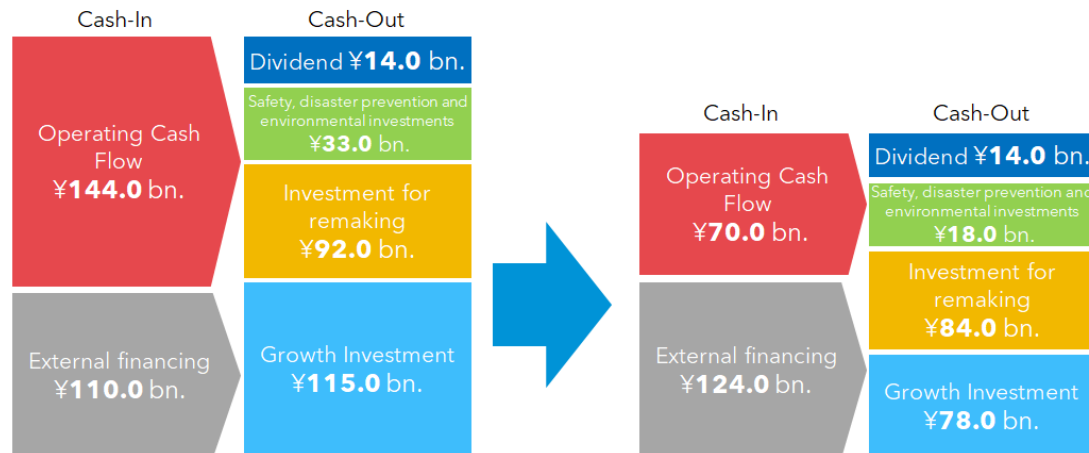 Cash-In
Cash-Out
Operating Cash
Flow
¥144.0 bn.
External financing
¥110.0 bn.
Dividend ¥14.0 bn.
Safety, disaster prevention and
environmental investments
¥33.0 bn.
Investment for
remaking
¥92.0 bn.
Growth Investment
¥115.0 bn.
Cash-In
Cash-Out
Operating Cash
Flow
¥70.0 bn.
External financing
¥124.0 bn.
Dividend ¥14.0 bn.
Safety, disaster prevention and
environmental investments
¥18.0 bn.
Investment for
remaking
¥84.0 bn.
Growth Investment
¥78.0 bn.